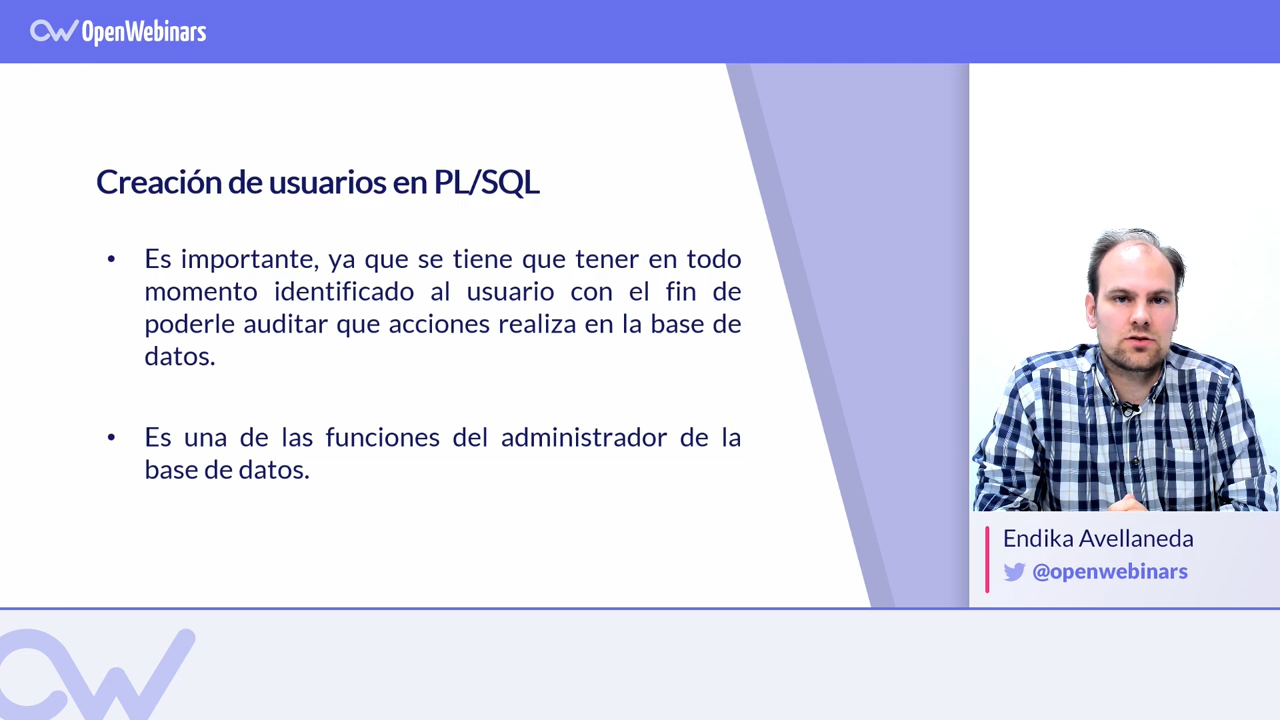 OpenWebinars
Creación de usuarios en PL/SQL
• Es importante, ya que se tiene que tener en todo
momento identificado al usuario con el fin de
poderle auditar que acciones realiza en la base de
datos.
• Es una de las funciones del administrador de la
base de datos.
Endika Avellaneda
@openwebinars